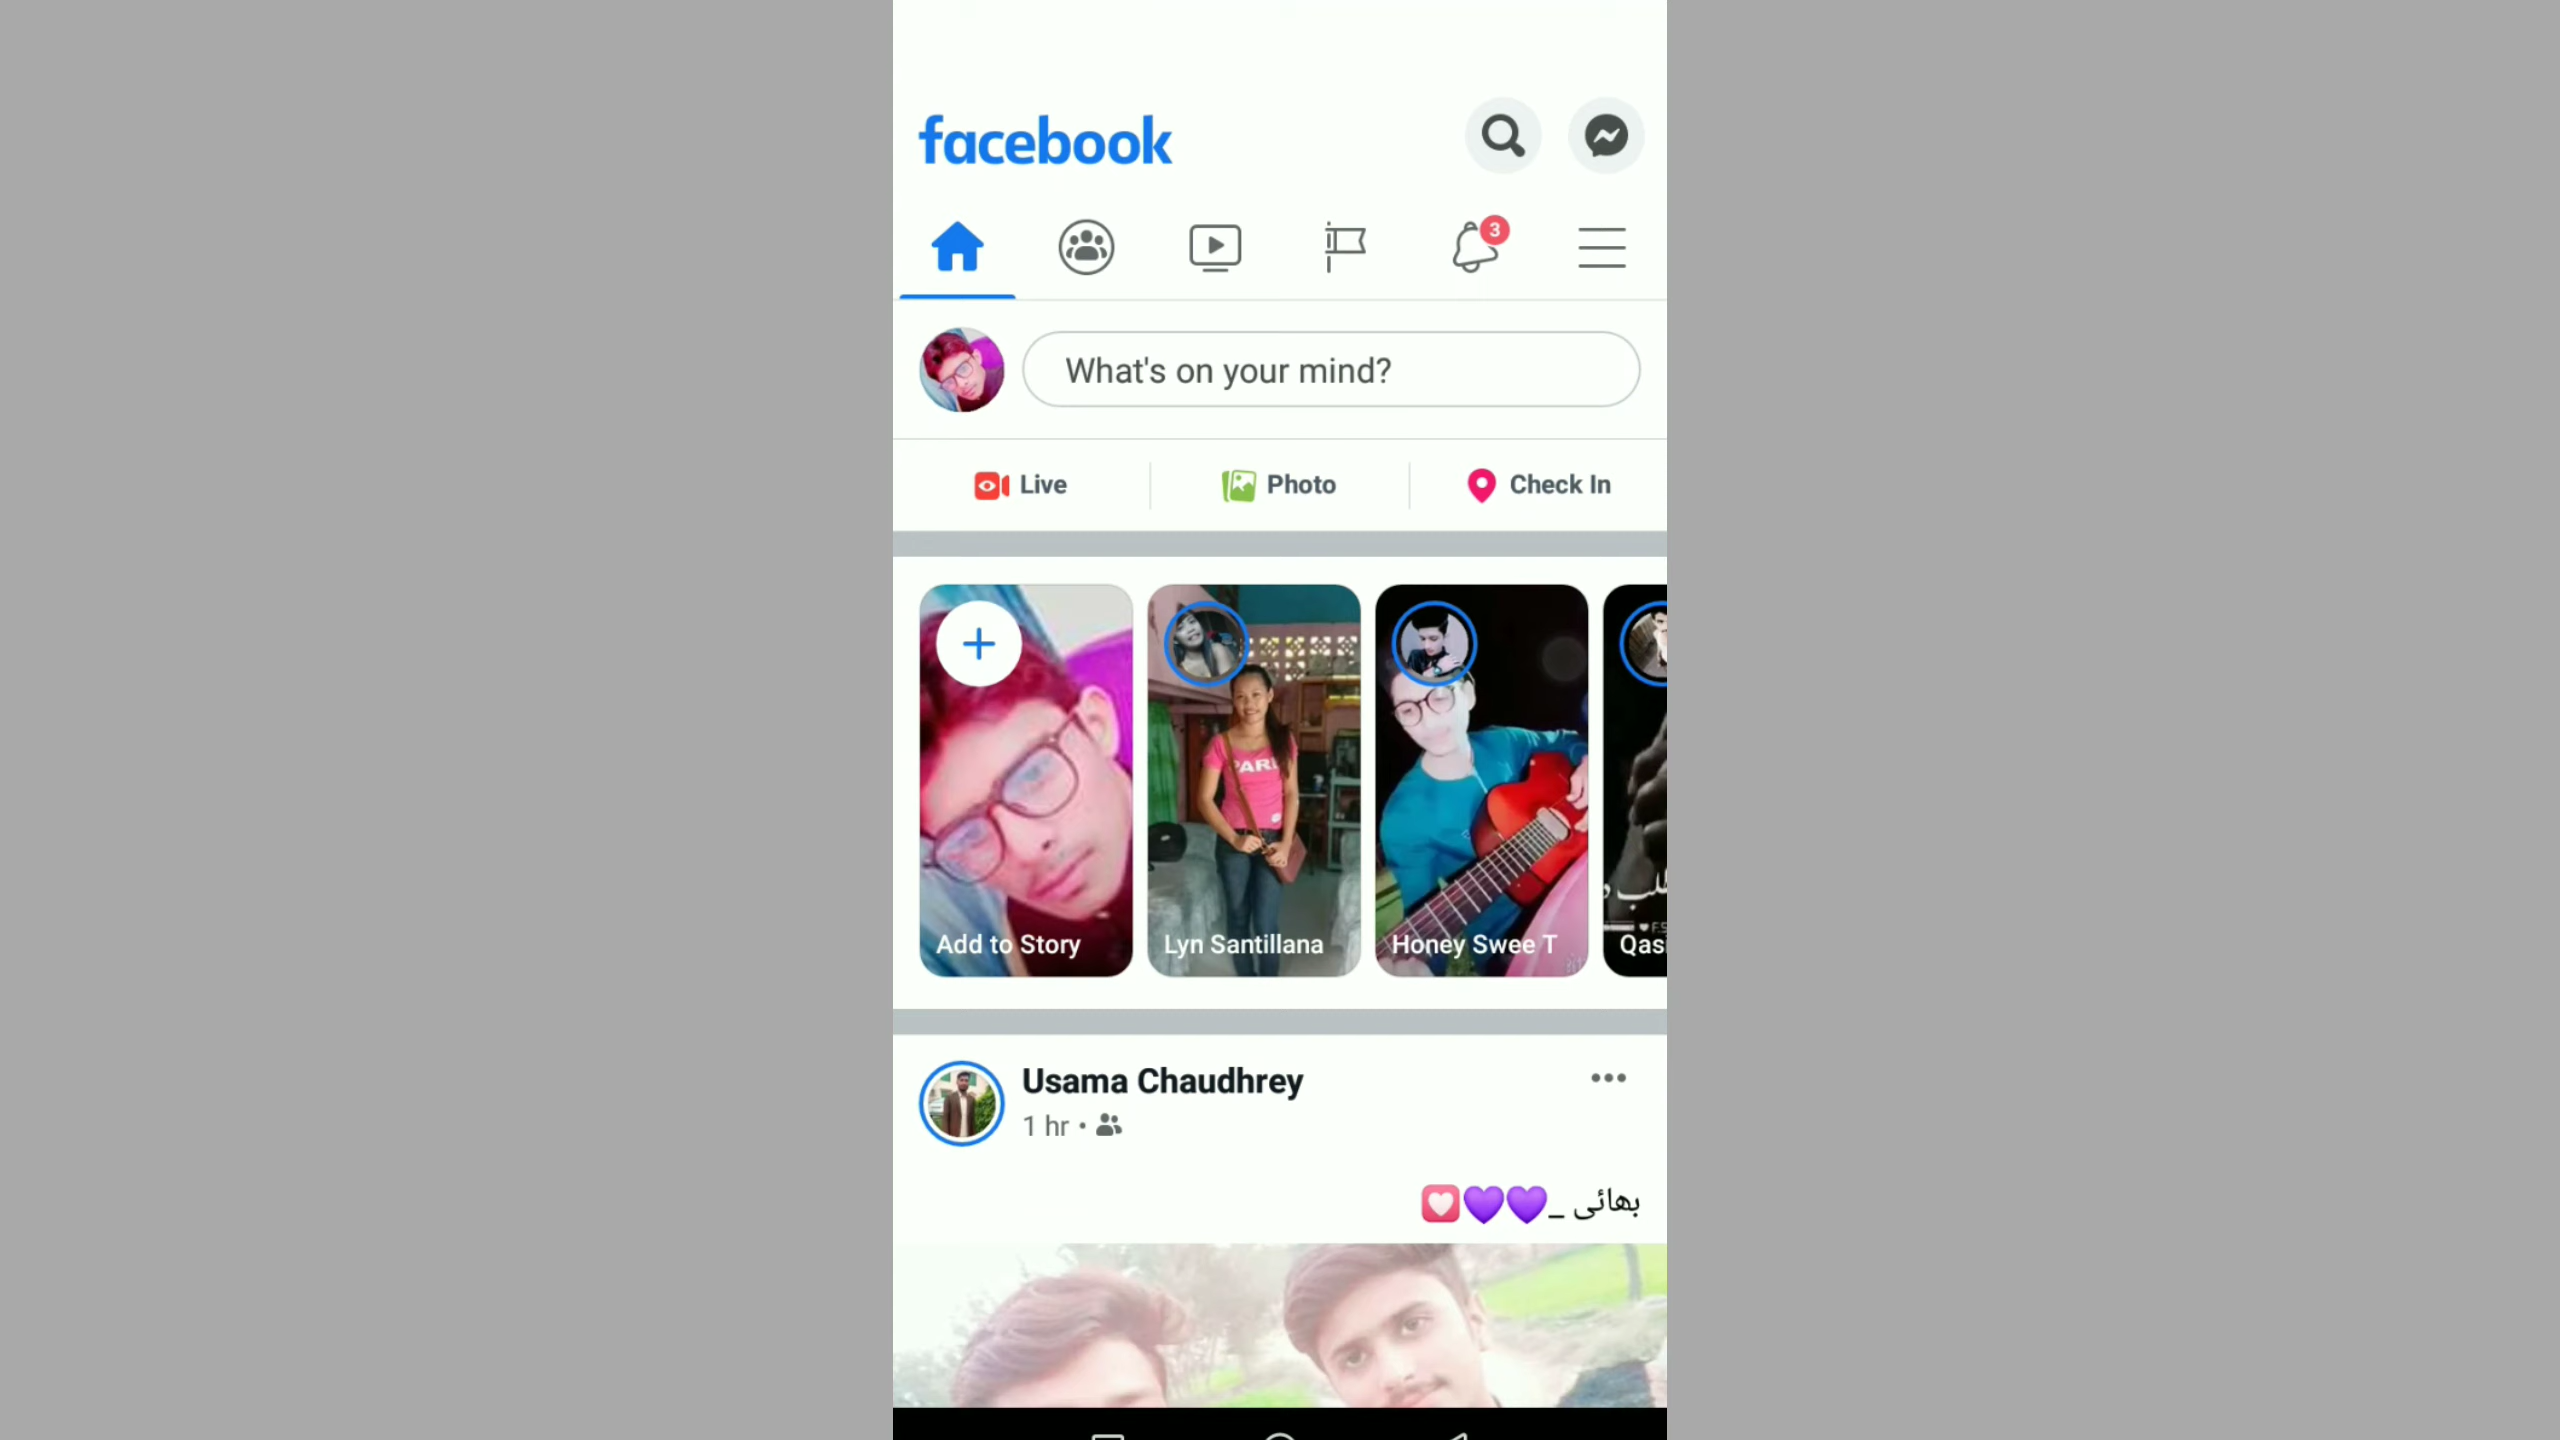 facebook
3
What's on your mind?
Live
Photo
Check In
PARI
Add to Story
Lyn Santillana
Honey Swee T
Usama Chaudhrey
1 hr •
بھائی _💜💜💟